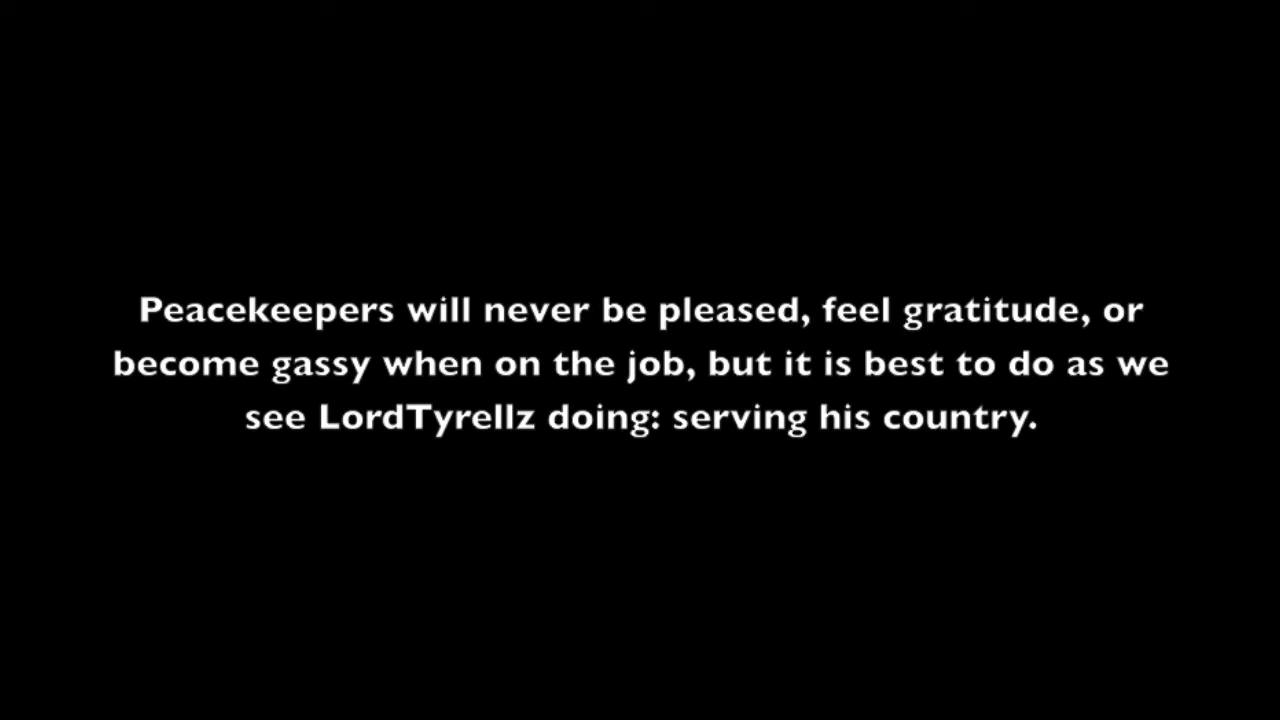 Peacekeepers will never be pleased, feel gratitude, or
become gassy when on the job, but it is best to do as we
see LordTyrellz doing: serving his country.